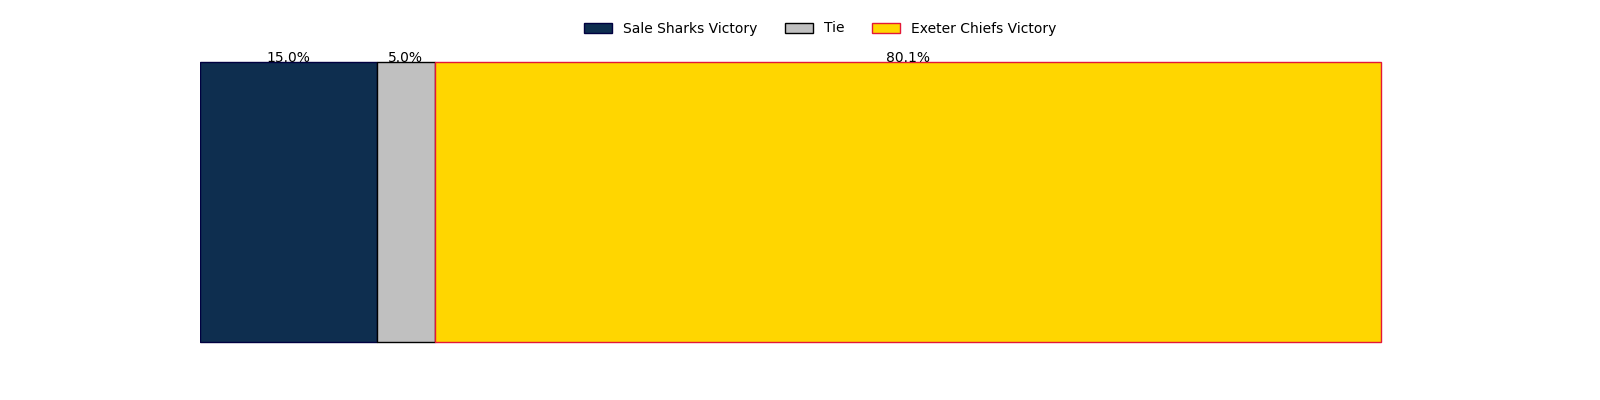 Sale Sharks Victory Tie Exeter Chiefs Victory
15.0% 5.0% 80.1%